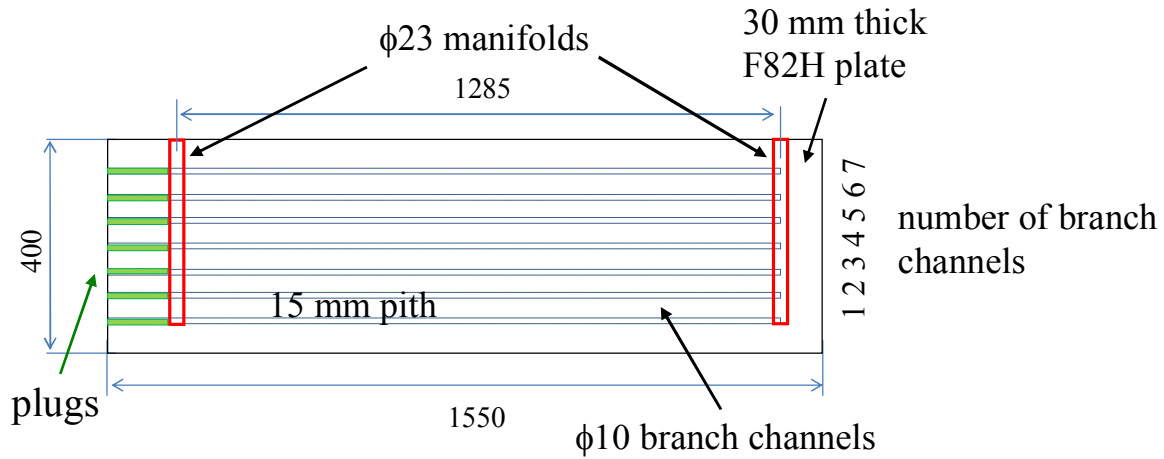 ϕ23 manifolds
30 mm thick
F82H plate
1285
400
1 2 3 4 5 6 7
number of branch
channels
15 mm pith
plugs
1550
ϕ10 branch channels